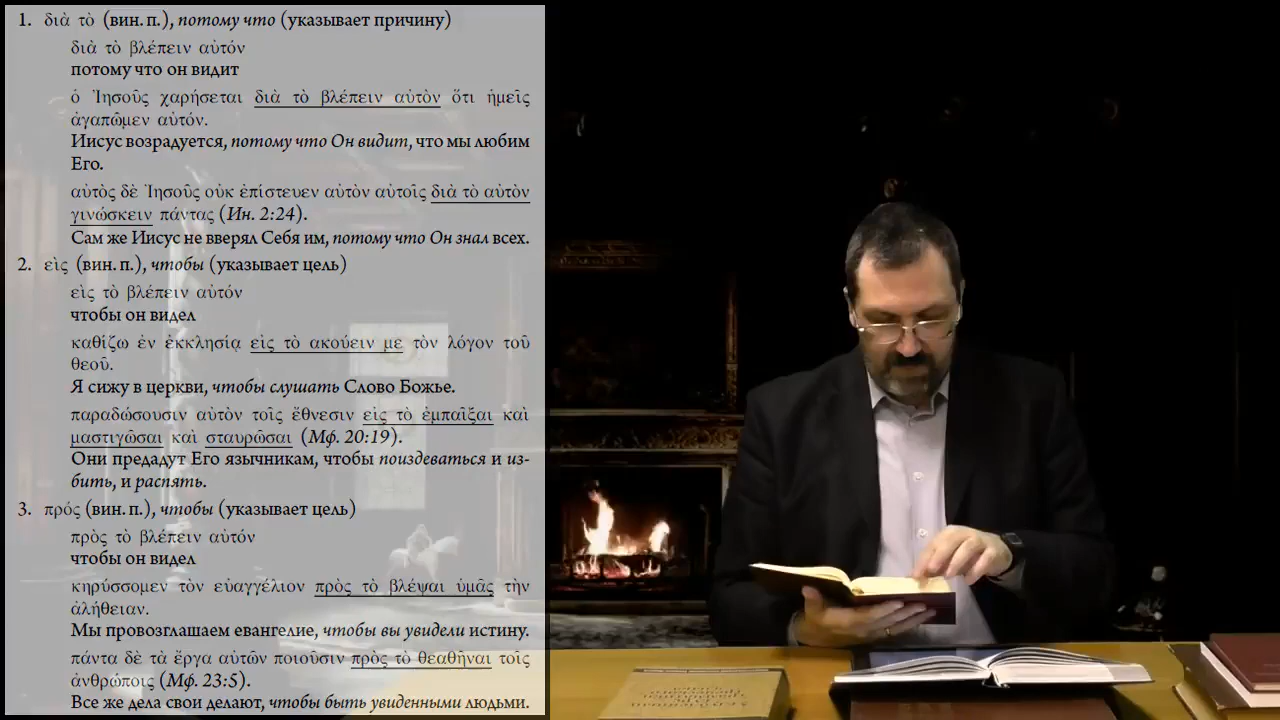 1. διὰ τὸ (вин. п.), потому что (указывает причину)
διὰ τὸ βλέπειν αὐτόν
потому что он видит
ὁ Ἰησοῦς χαρήσεται διὰ τὸ βλέπειν αὐτὸν ὅτι ἡμεῖς
ἀγαπῶμεν αὐτόν.
Иисус возрадуется, потому что Он видит, что мы любим
Его.
αὐτὸς δὲ Ἰησοῦς οὐκ ἐπίστευεν αὑτὸν αὐτοῖς διὰ τὸ αὐτὸν
γινώσκειν πάντας (Ин. 2:24).
Сам же Иисус не вверял Себя им, потому что Он знал всех.
2. εἰς (вин. п.), чтобы (указывает цель)
εἰς τὸ βλέπειν αὐτόν
чтобы он видел
καθίζω ἐν ἐκκλησίᾳ εἰς τὸ ἀκούειν με τὸν λόγον τοῦ
θεοῦ.
Я сижу в церкви, чтобы слушать Слово Божье.
παραδώσουσιν αὐτὸν τοῖς ἔθνεσιν εἰς τὸ ἐμπαῖξαι καὶ
μαστιγῶσαι καὶ σταυρῶσαι (Мф. 20:19).
Они предадут Его язычникам, чтобы поиздеваться и из-
бить, и распять.
3. πρός (вин. п.), чтобы (указывает цель)
πρὸς τὸ βλέπειν αὐτόν
чтобы он видел
κηρύσσομεν τὸν εὐαγγέλιον πρὸς τὸ βλέψαι ὑμᾶς τὴν
ἀλήθειαν.
Мы провозглашаем евангелие, чтобы вы увидели истину.
πάντα δὲ τὰ ἔργα αὐτῶν ποιοῦσιν πρὸς τὸ θεαθῆναι τοῖς
ἀνθρώποις (Мф. 23:5).
Все же дела свои делают, чтобы быть увиденными людьми.